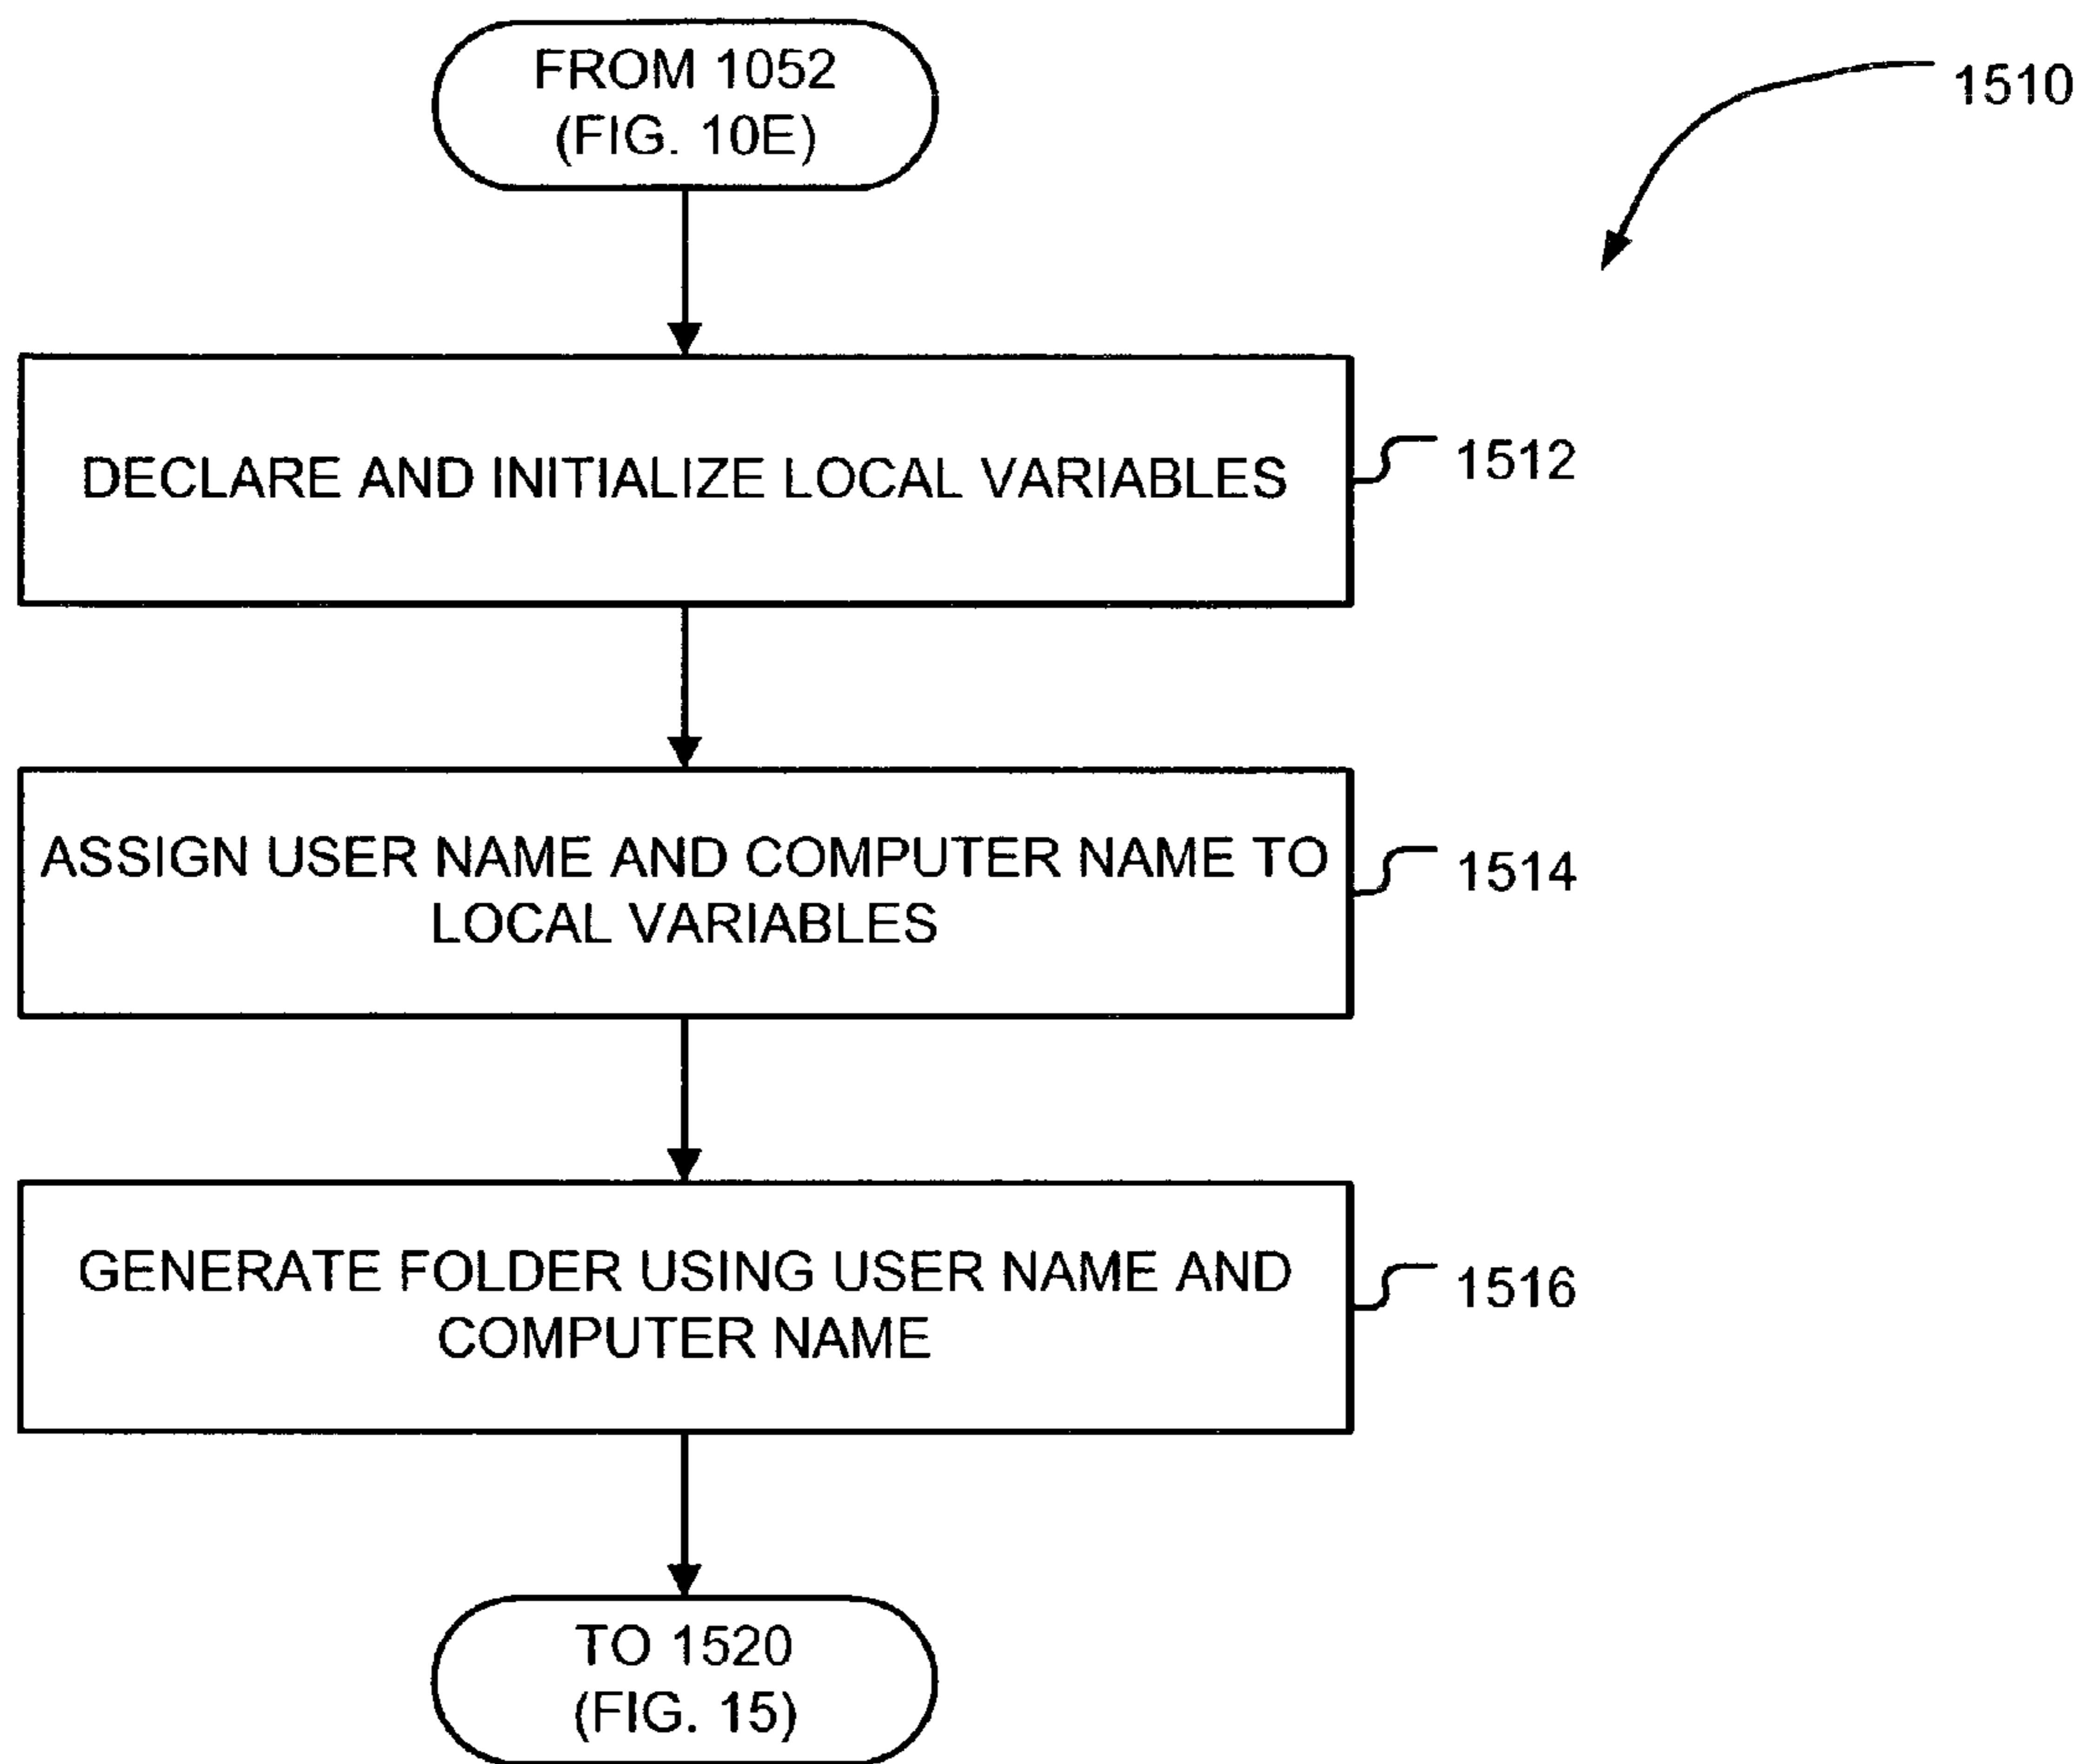 FROM 1052
(FIG. 10E)
1510
DECLARE AND INITIALIZE LOCAL VARIABLES
1512
ASSIGN USER NAME AND COMPUTER NAME TO
LOCAL VARIABLES
1514
GENERATE FOLDER USING USER NAME AND
COMPUTER NAME
1516
TO 1520
(FIG. 15)